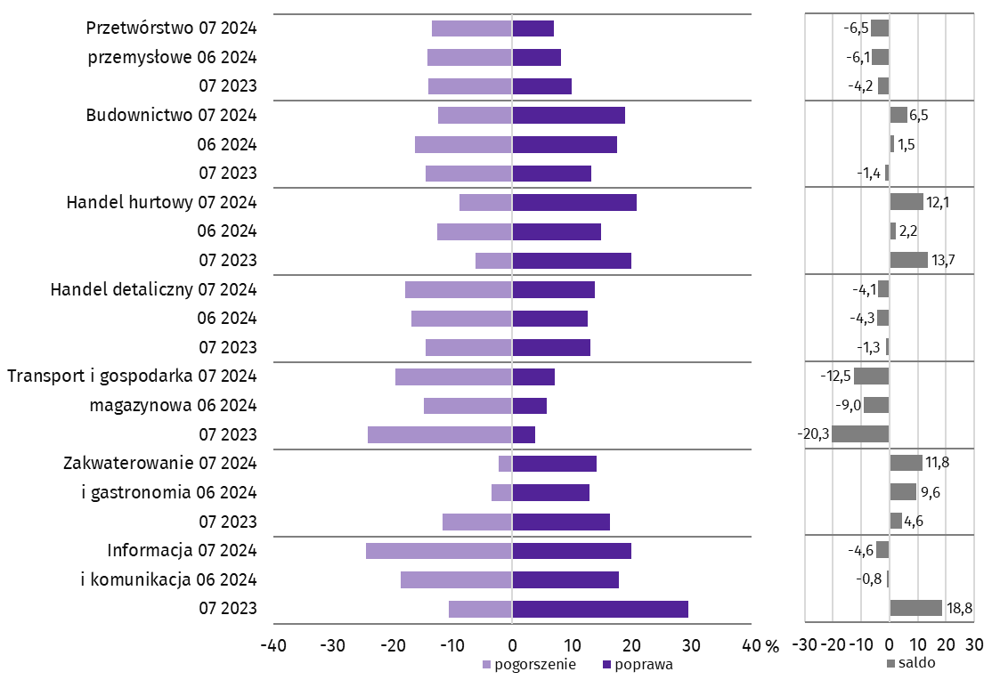 Przetwórstwo 07 2024 -6,5
przemysłowe 06 2024 -6,1
07 2023 -4,2
Budownictwo 07 2024 6,5
06 2024 1,5
07 2023 -1,4
Handel hurtowy 07 2024 12,1
06 2024 2,2
07 2023 13,7
Handel detaliczny 07 2024 -4,1
06 2024 -4,3
07 2023 -1,3
Transport i gospodarka 07 2024 -12,5
magazynowa 06 2024 -9,0
07 2023 -20,3
Zakwaterowanie 07 2024 11,8
i gastronomia 06 2024 9,6
07 2023 4,6
Informacja 07 2024 -4,6
i komunikacja 06 2024 -0,8
07 2023 18,8
-40 -30 -20 -10 0 10 20 30 40 % -30 -20 -10 0 10 20 30
pogorszenie poprawa saldo